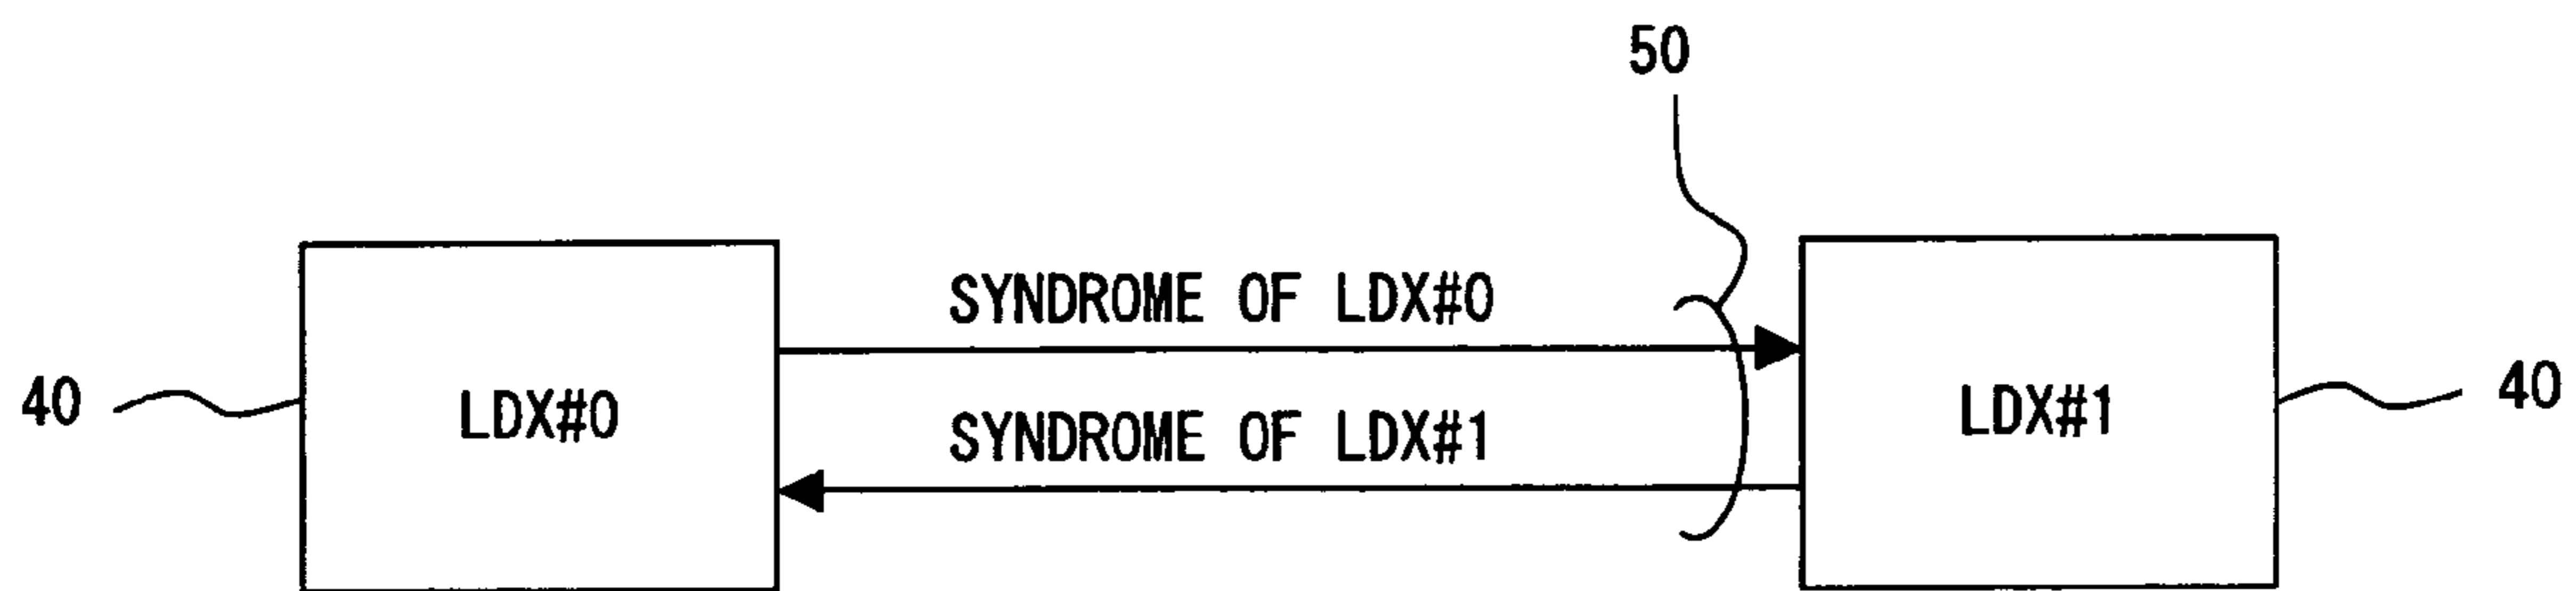 50
SYNDROME OF LDX#0
40
LDX#0
LDX#1
40
SYNDROME OF LDX#1